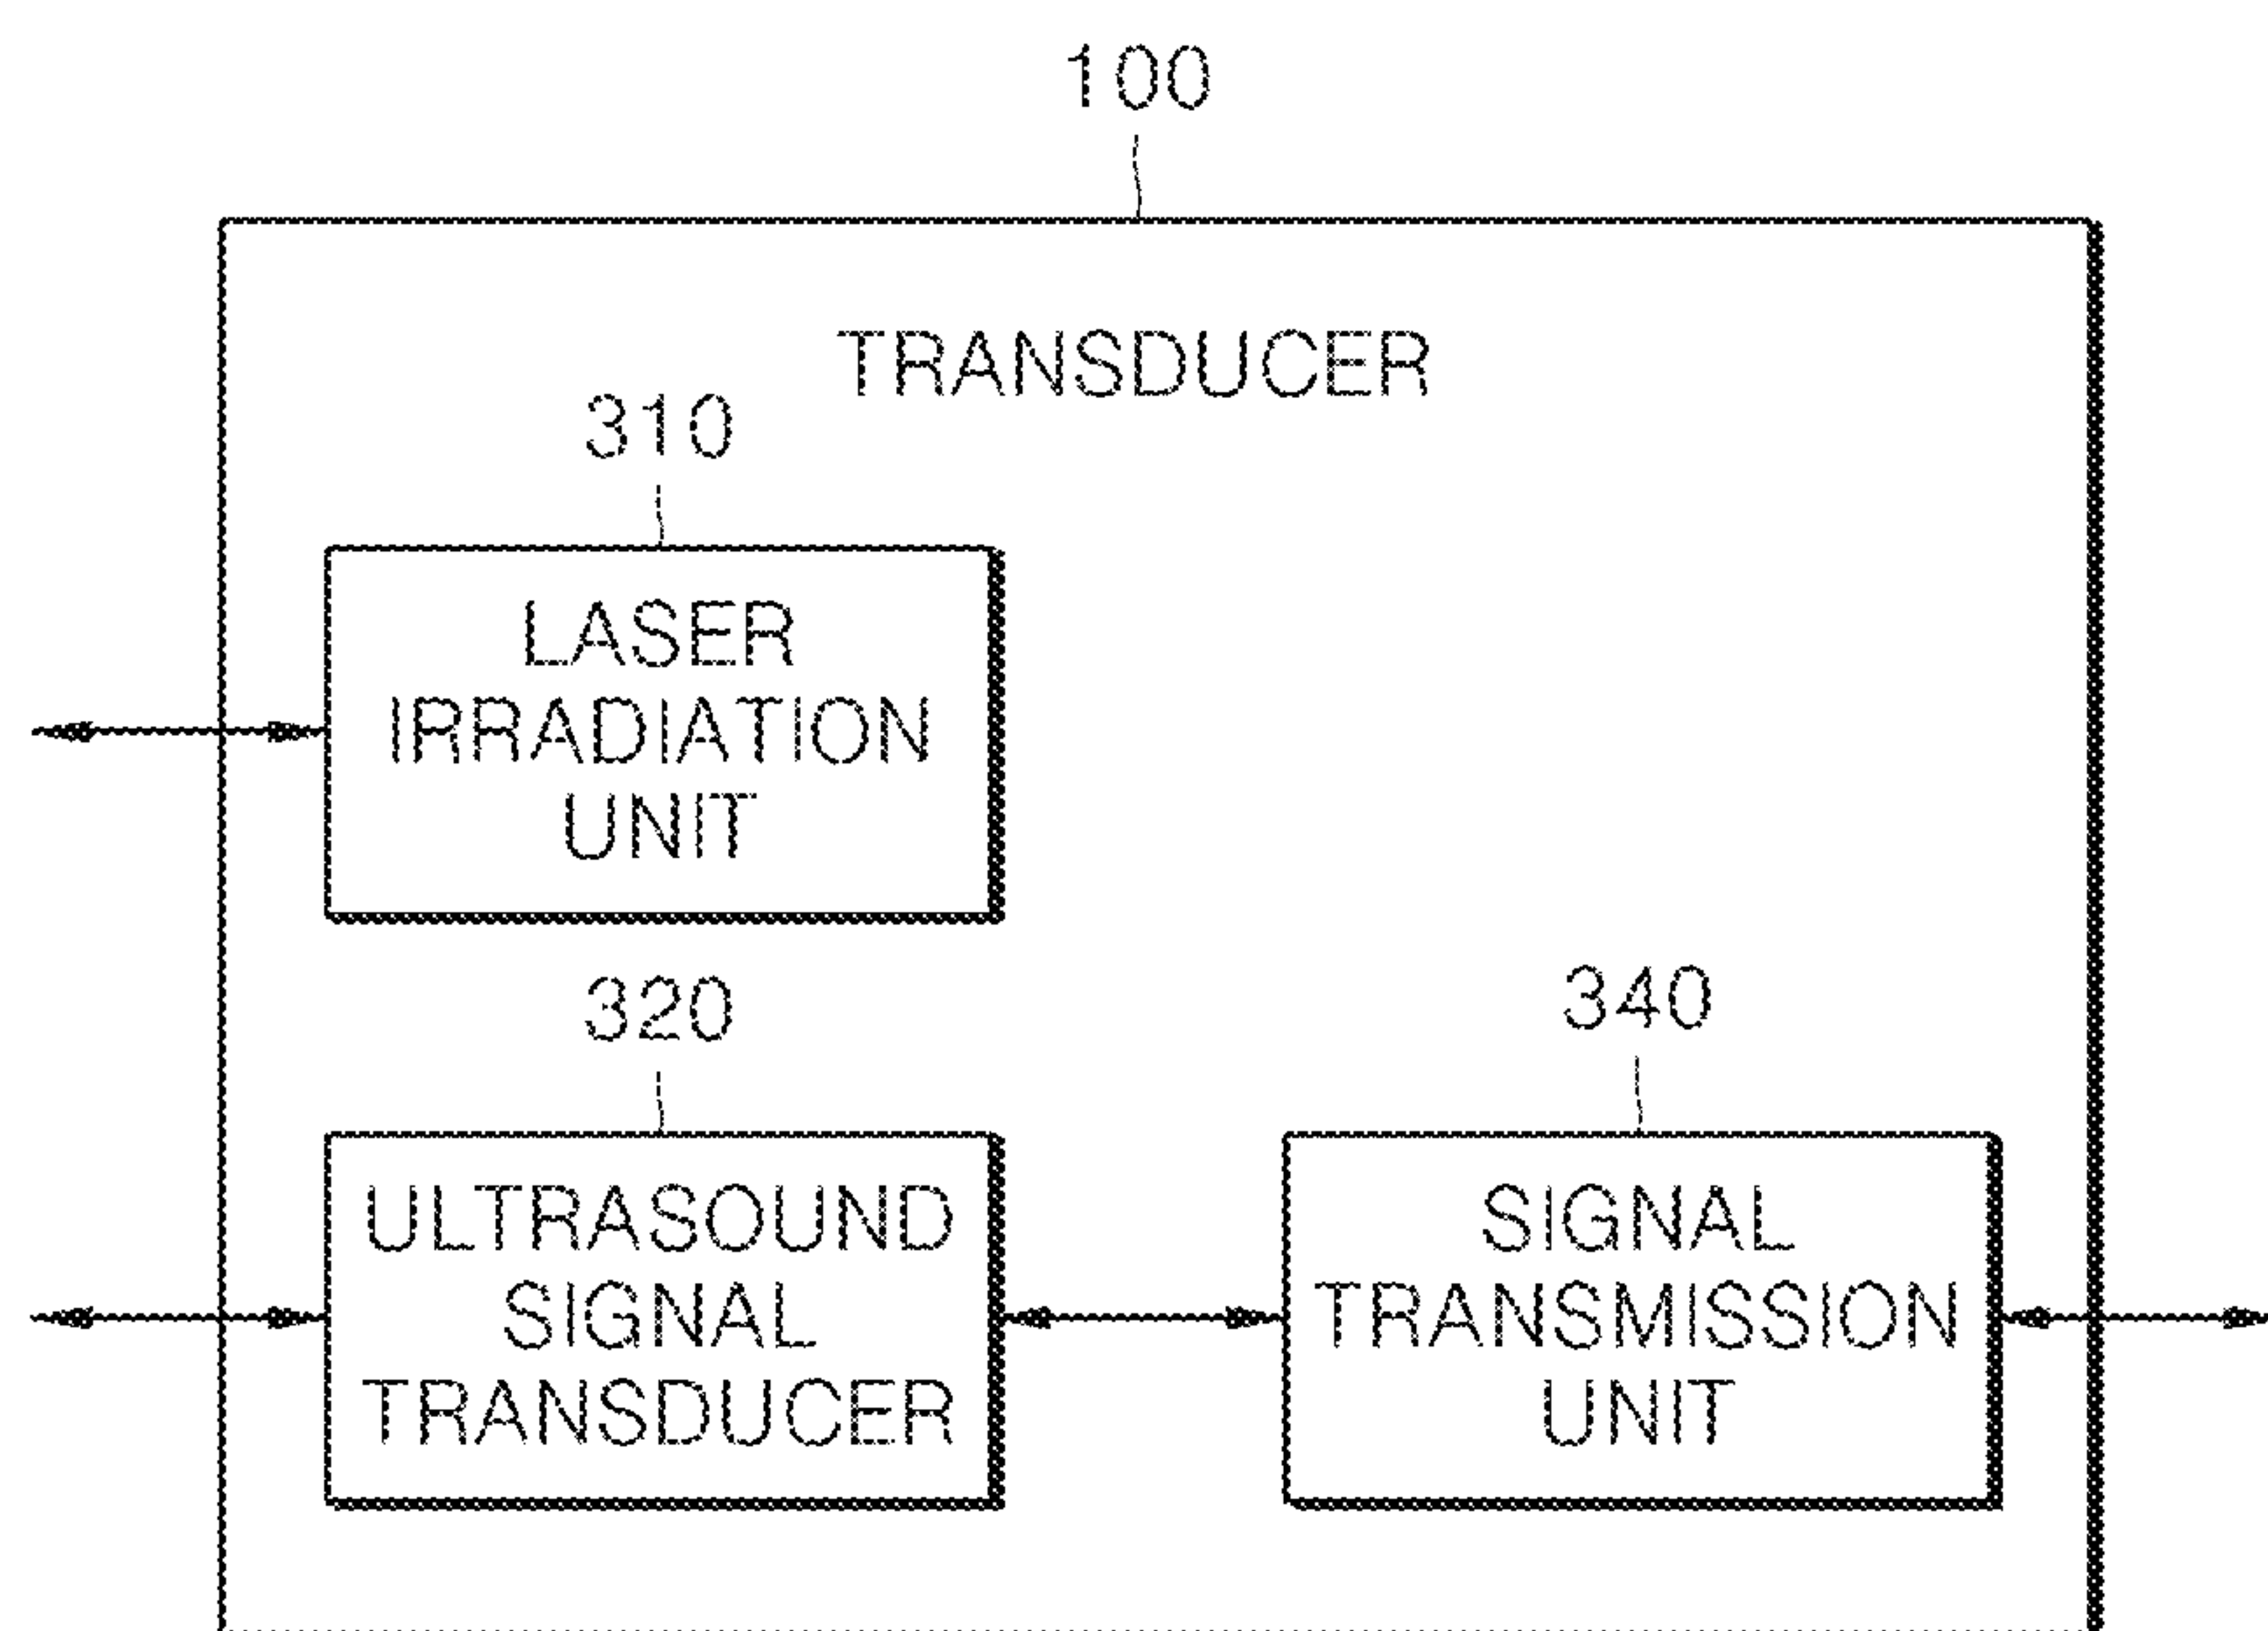 100
TRANSDUCER
310
LASER
IRRADIATION
UNIT
320
ULTRASOUND
SIGNAL
TRANSDUCER
340
SIGNAL
TRANSMISSION
UNIT